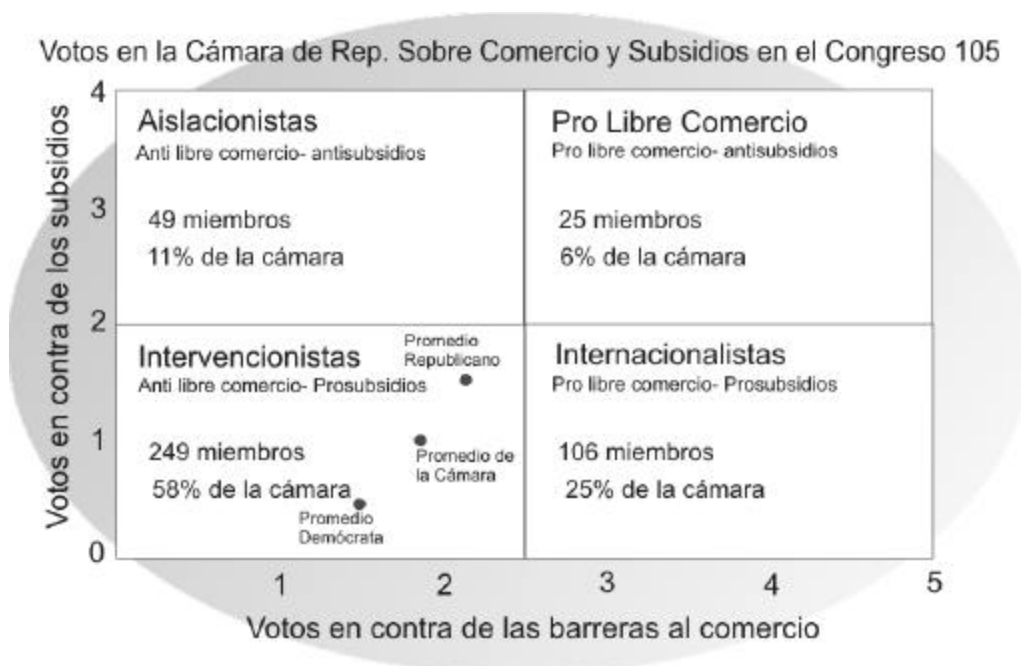 Votos en la Cámara de Rep. Sobre Comercio y Subsidios en el Congreso 105
Votos en contra de los subsidios
4
3
2
1
0
Aislacionistas
Anti libre comercio- antisubsidios
49 miembros
11% de la cámara
Pro Libre Comercio
Pro libre comercio- antisubsidios
25 miembros
6% de la cámara
Intervencionistas
Anti libre comercio- Prosubsidios
249 miembros
58% de la cámara
Promedio
Republicano
Promedio de
la Cámara
Promedio
Demócrata
Internacionalistas
Pro libre comercio- Prosubsidios
106 miembros
25% de la cámara
1
2
3
4
5
Votos en contra de las barreras al comercio